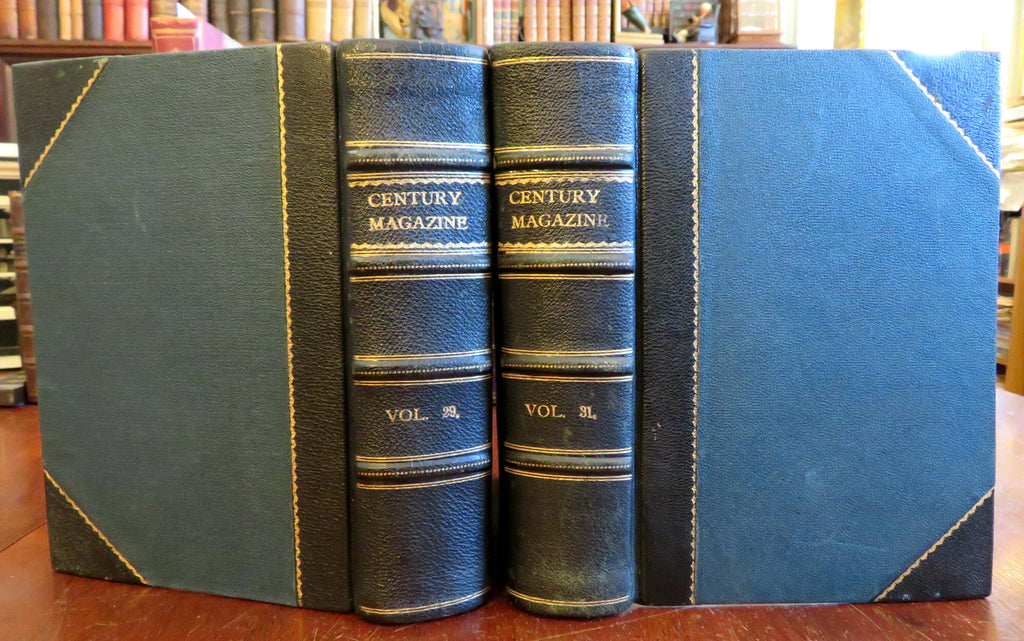 CENTURY
MAGAZINE
VOL. 29.
CENTURY
MAGAZINE
VOL. 31.